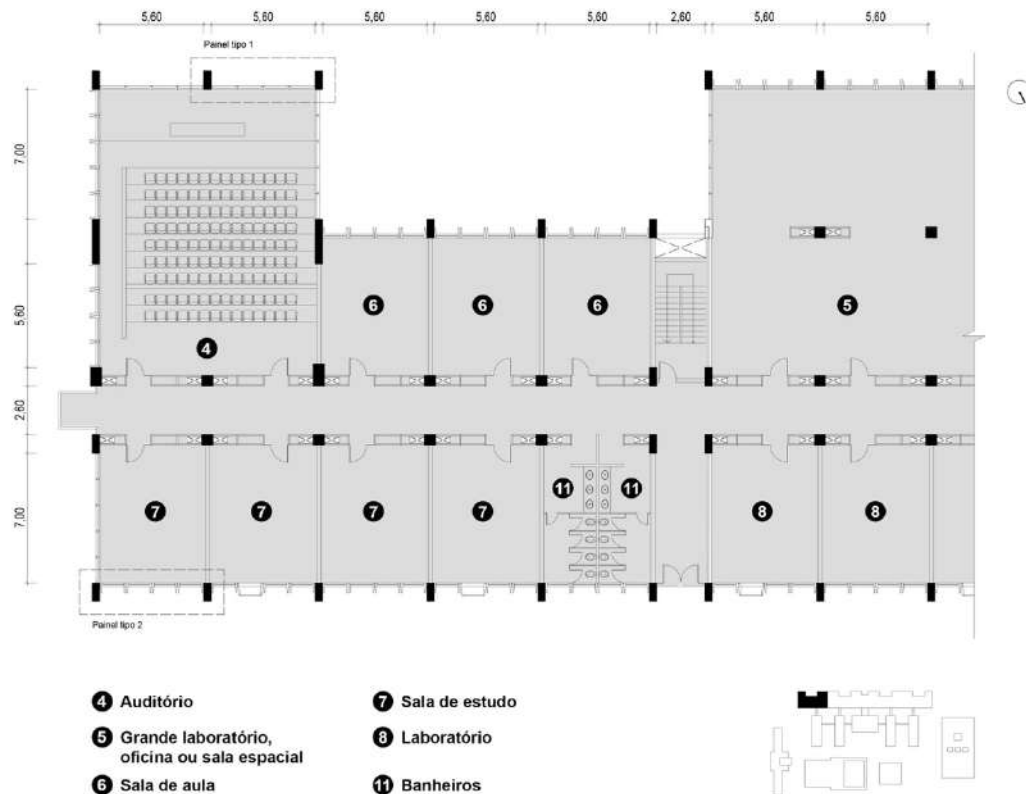 5,60 5,60 5,60 5,60 5,60 2,60 5,60 5,60
Painel tipo 1
7,00
5,60
2,60
7,00
6 6 6 5
4
11 11
7 7 7 7 8 8
Painel tipo 2
4 Auditório
5 Grande laboratório,
oficina ou sala espacial
6 Sala de aula
7 Sala de estudo
8 Laboratório
11 Banheiros